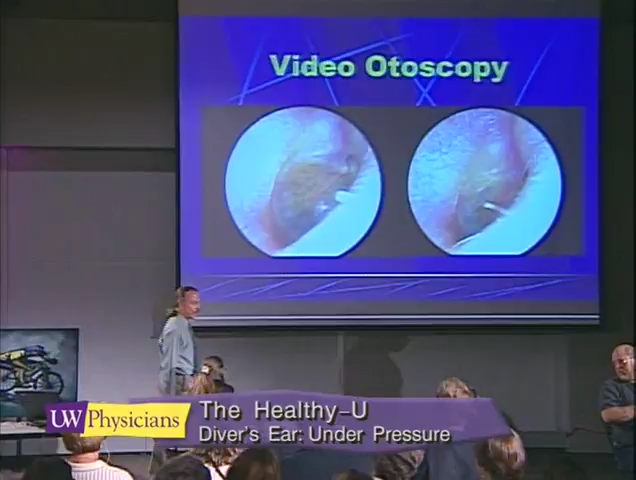 Video Otoscopy
UW Physicians
The Healthy-U
Diver's Ear: Under Pressure